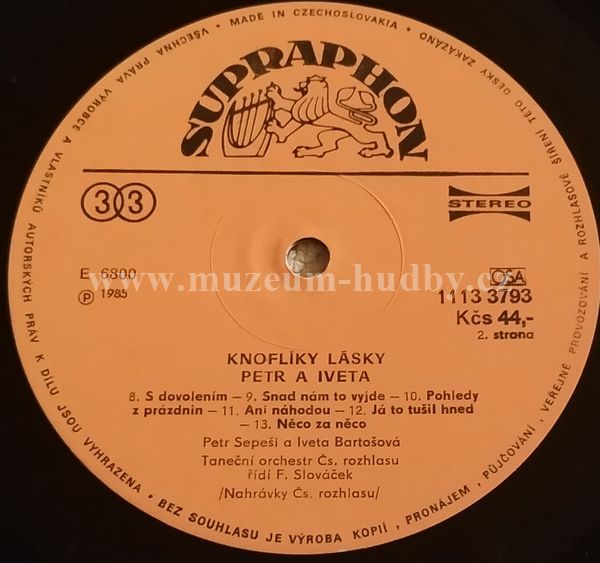 VŠECHNA PRÁVA VÝROBCE A VLASTNÍKŮ AUTORSKÝCH PRÁV K DÍLU JSOU VYHRAZENA • BEZ SOUHLASU JE VÝROBA KOPIÍ, PRONÁJEM, PŮJČOVÁNÍ, VEŘEJNÉ PROVOZOVÁNÍ A ROZHLASOVÉ ŠÍŘENÍ TÉTO DESKY ZAKÁZÁNO • MADE IN CZECHOSLOVAKIA •
SUPRAPHON
33
STEREO
E 6800
℗ 1985
www.muzeum-hudby.cz
OSA
1113 3793
Kčs 44,-
2. strana
KNOFLÍKY LÁSKY
PETR A IVETA
8. S dovolením – 9. Snad nám to vyjde – 10. Pohledy
z prázdnin – 11. Ani náhodou – 12. Já to tušil hned
– 13. Něco za něco
Petr Sepeši a Iveta Bartošová
Taneční orchestr Čs. rozhlasu
řídí F. Slováček
/Nahrávky Čs. rozhlasu/